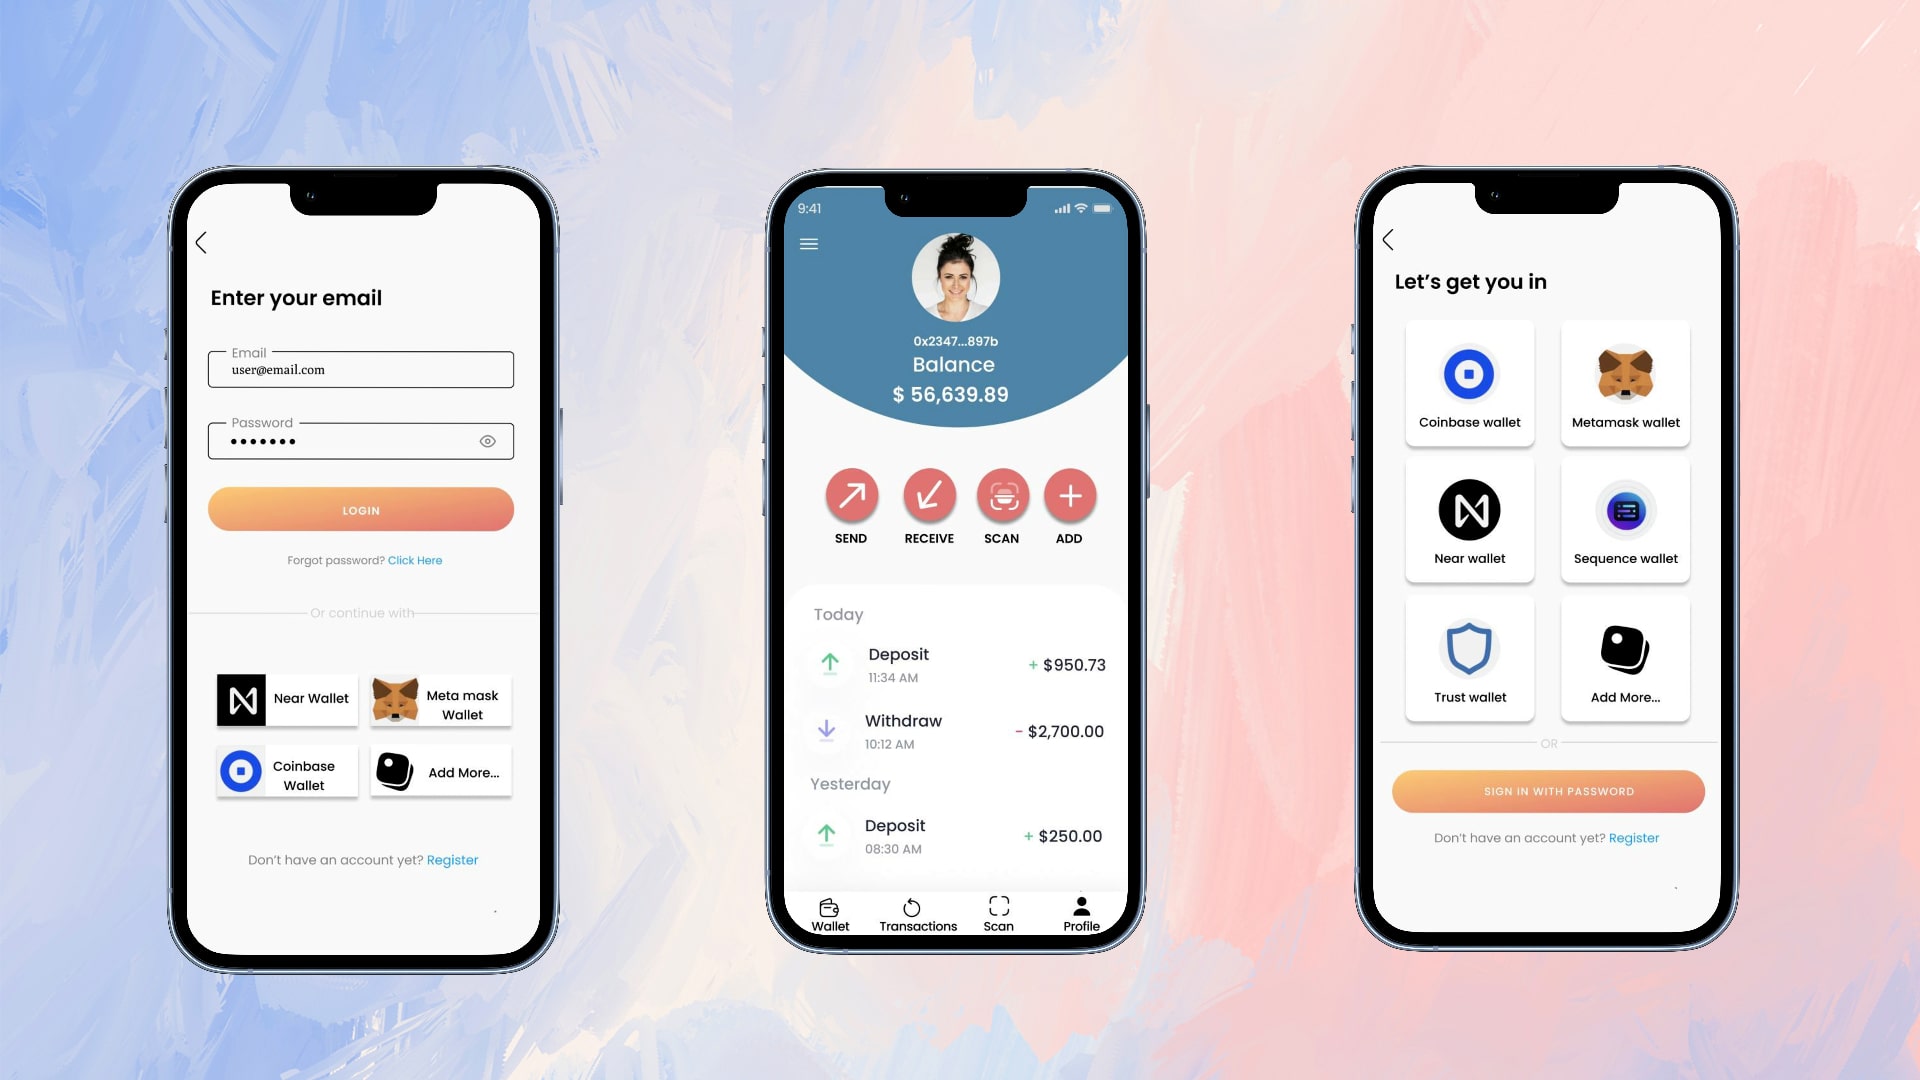 Enter your email
Email
user@email.com
Password
LOGIN
Forgot password? Click Here
Or continue with
Near Wallet
Meta mask
Wallet
Coinbase
Wallet
Add More...
Don't have an account yet? Register
9:41
0x2347...897b
Balance
$ 56,639.89
SEND
RECEIVE
SCAN
ADD
Today
Deposit
+ $950.73
11:34 AM
Withdraw
- $2,700.00
10:12 AM
Yesterday
Deposit
+ $250.00
08:30 AM
Wallet
Transactions
Scan
Profile
Let's get you in
Coinbase wallet
Metamask wallet
Near wallet
Sequence wallet
Trust wallet
Add More...
OR
SIGN IN WITH PASSWORD
Don't have an account yet? Register